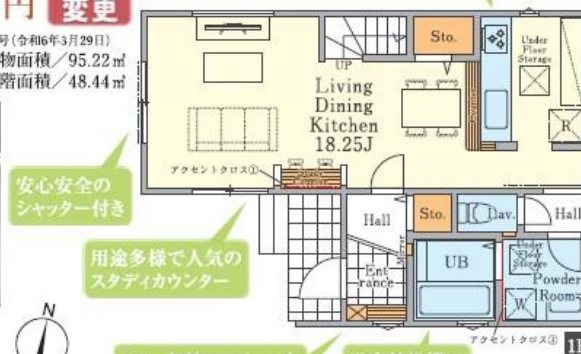 円 変更
号(令和6年3月29日)
物面積／95.22㎡
階面積／48.44㎡
UP
Sto.
Under
Floor
Storage
Living
Dining
Kitchen
18.25J
R
アクセントクロス①
安心安全の
シャッター付き
用途多様で人気の
スタディカウンター
Hall
Sto.
Lav.
Hall
Mirror
UB
Under
Floor
Storage
Ent
rance
Powder
Room
W
N
アクセントクロス③